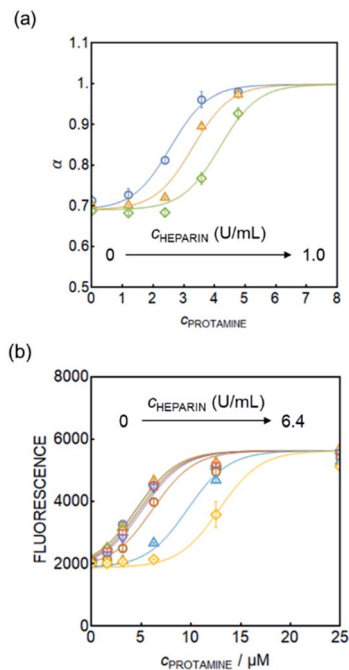 (a)
1.
0.9
0.8
0.7
0.6
0.5
α
cHEPARIN (U/mL)
0 1.0
0 1 2 3 4 5 6 7 8
cPROTAMINE
(b)
8000
6000
4000
2000
0
FLUORESCENCE
cHEPARIN (U/mL)
0 6.4
0 5 10 15 20 25
cPROTAMINE / μM